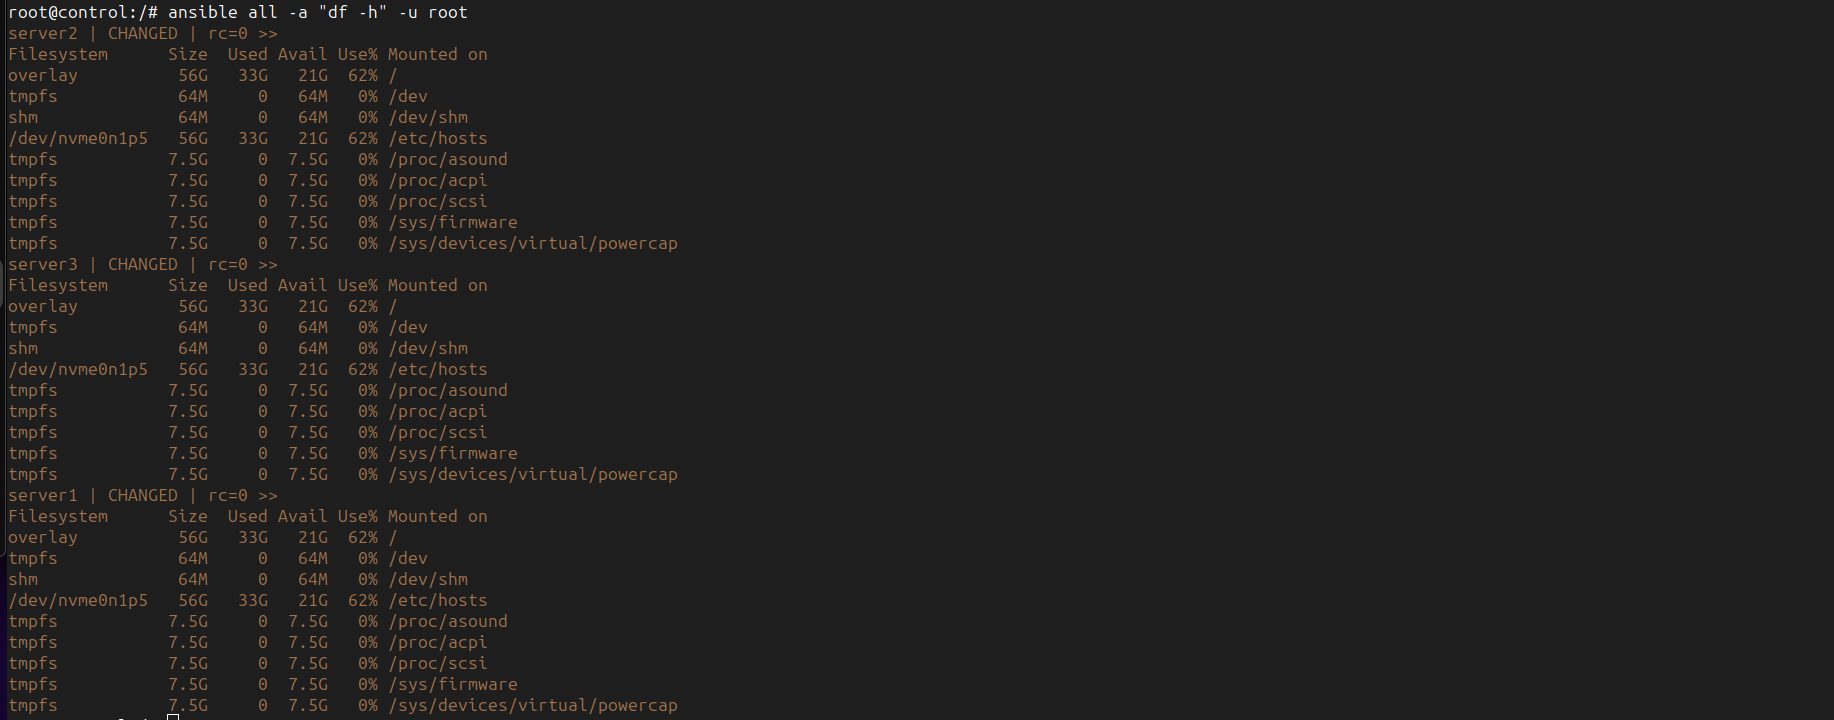 root@control:/# ansible all -a "df -h" -u root
server2 | CHANGED | rc=0 >>
Filesystem      Size  Used Avail Use% Mounted on
overlay          56G   33G   21G  62% /
tmpfs            64M     0   64M   0% /dev
shm              64M     0   64M   0% /dev/shm
/dev/nvme0n1p5   56G   33G   21G  62% /etc/hosts
tmpfs           7.5G     0  7.5G   0% /proc/asound
tmpfs           7.5G     0  7.5G   0% /proc/acpi
tmpfs           7.5G     0  7.5G   0% /proc/scsi
tmpfs           7.5G     0  7.5G   0% /sys/firmware
tmpfs           7.5G     0  7.5G   0% /sys/devices/virtual/powercap
server3 | CHANGED | rc=0 >>
Filesystem      Size  Used Avail Use% Mounted on
overlay          56G   33G   21G  62% /
tmpfs            64M     0   64M   0% /dev
shm              64M     0   64M   0% /dev/shm
/dev/nvme0n1p5   56G   33G   21G  62% /etc/hosts
tmpfs           7.5G     0  7.5G   0% /proc/asound
tmpfs           7.5G     0  7.5G   0% /proc/acpi
tmpfs           7.5G     0  7.5G   0% /proc/scsi
tmpfs           7.5G     0  7.5G   0% /sys/firmware
tmpfs           7.5G     0  7.5G   0% /sys/devices/virtual/powercap
server1 | CHANGED | rc=0 >>
Filesystem      Size  Used Avail Use% Mounted on
overlay          56G   33G   21G  62% /
tmpfs            64M     0   64M   0% /dev
shm              64M     0   64M   0% /dev/shm
/dev/nvme0n1p5   56G   33G   21G  62% /etc/hosts
tmpfs           7.5G     0  7.5G   0% /proc/asound
tmpfs           7.5G     0  7.5G   0% /proc/acpi
tmpfs           7.5G     0  7.5G   0% /proc/scsi
tmpfs           7.5G     0  7.5G   0% /sys/firmware
tmpfs           7.5G     0  7.5G   0% /sys/devices/virtual/powercap